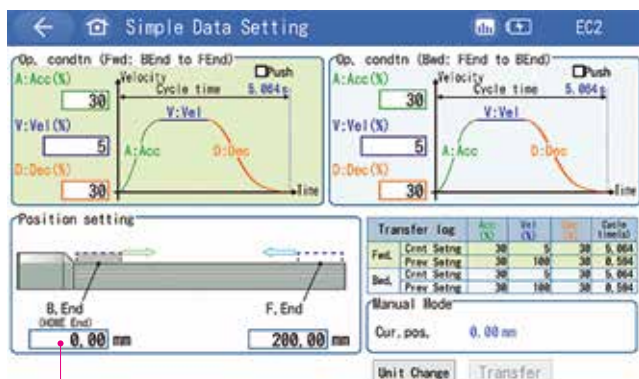 Simple Data Setting EC2
Op. condtn (Fwd: BEnd to FEnd)
A:Acc(%)
30
V:Vel(%)
5
D:Dec(%)
30
Velocity
Push
Cycle time 5.064s
V:Vel
A:Acc D:Dec
Time
Op. condtn (Bwd: FEnd to BEnd)
A:Acc(%)
30
V:Vel(%)
5
D:Dec(%)
30
Velocity
Push
Cycle time 5.064s
V:Vel
A:Acc D:Dec
Time
Position setting
B.End
(HOME End)
0.00 mm
F.End
200.00 mm
Transfer log Acc (%) Vel (%) Dec (%) Cycle time(s)
Fwd. Crnt Setng 30 5 30 5.064
Prev Setng 30 100 30 0.594
Bwd. Crnt Setng 30 5 30 5.064
Prev Setng 30 100 30 0.594
Manual Mode
Cur.pos. 0.00 mm
Unit Change Transfer